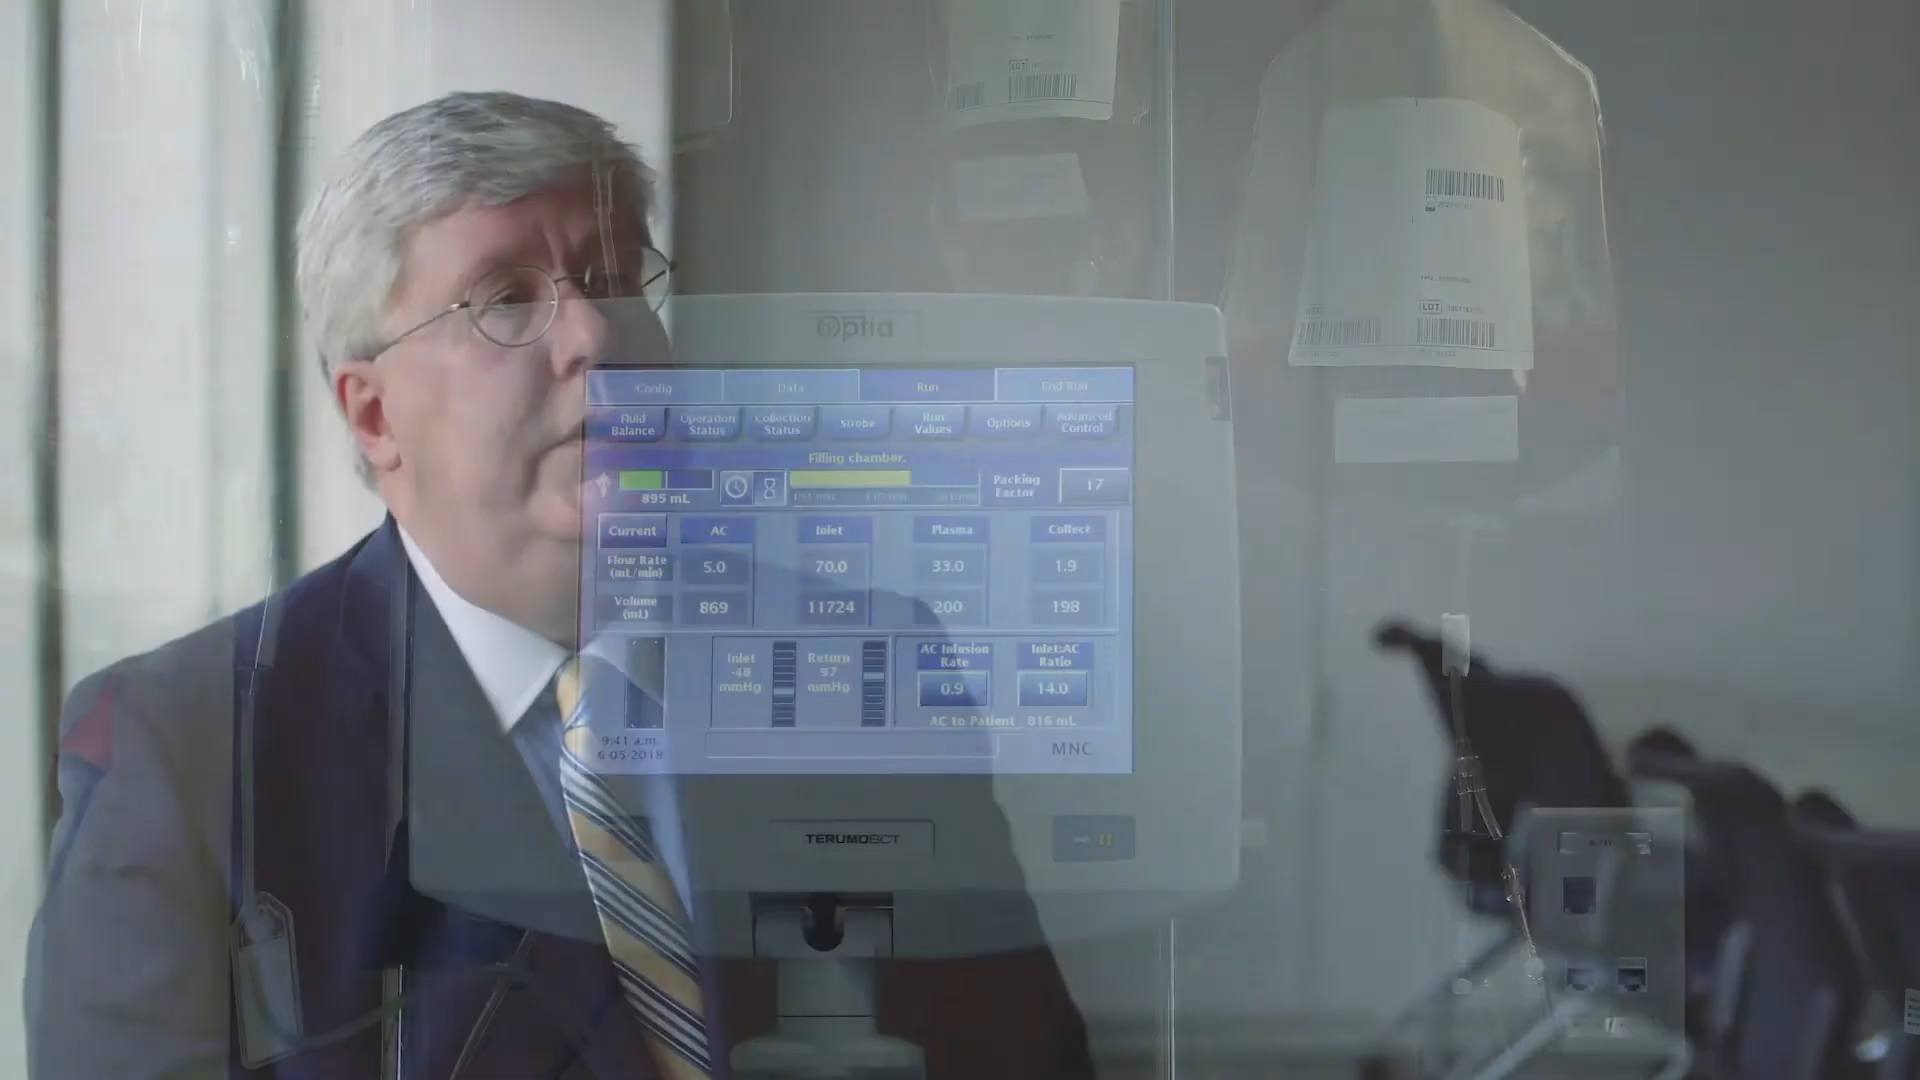 LOT
LOT
Optia
Config Data Run End Run
Fluid Balance Operation Status Collection Status Strobe Run Values Options Advanced Control
Filling chamber.
895 mL
Packing Factor 17
Current AC Inlet Plasma Collect
Flow Rate (mL/min) 5.0 70.0 33.0 1.9
Volume (mL) 869 11724 200 198
Inlet -48 mmHg Return 97 mmHg
AC Infusion Rate 0.9
Inlet:AC Ratio 14.0
AC to Patient 816 mL
9:41 a.m.
6-05-2018
MNC
TERUMOBCT